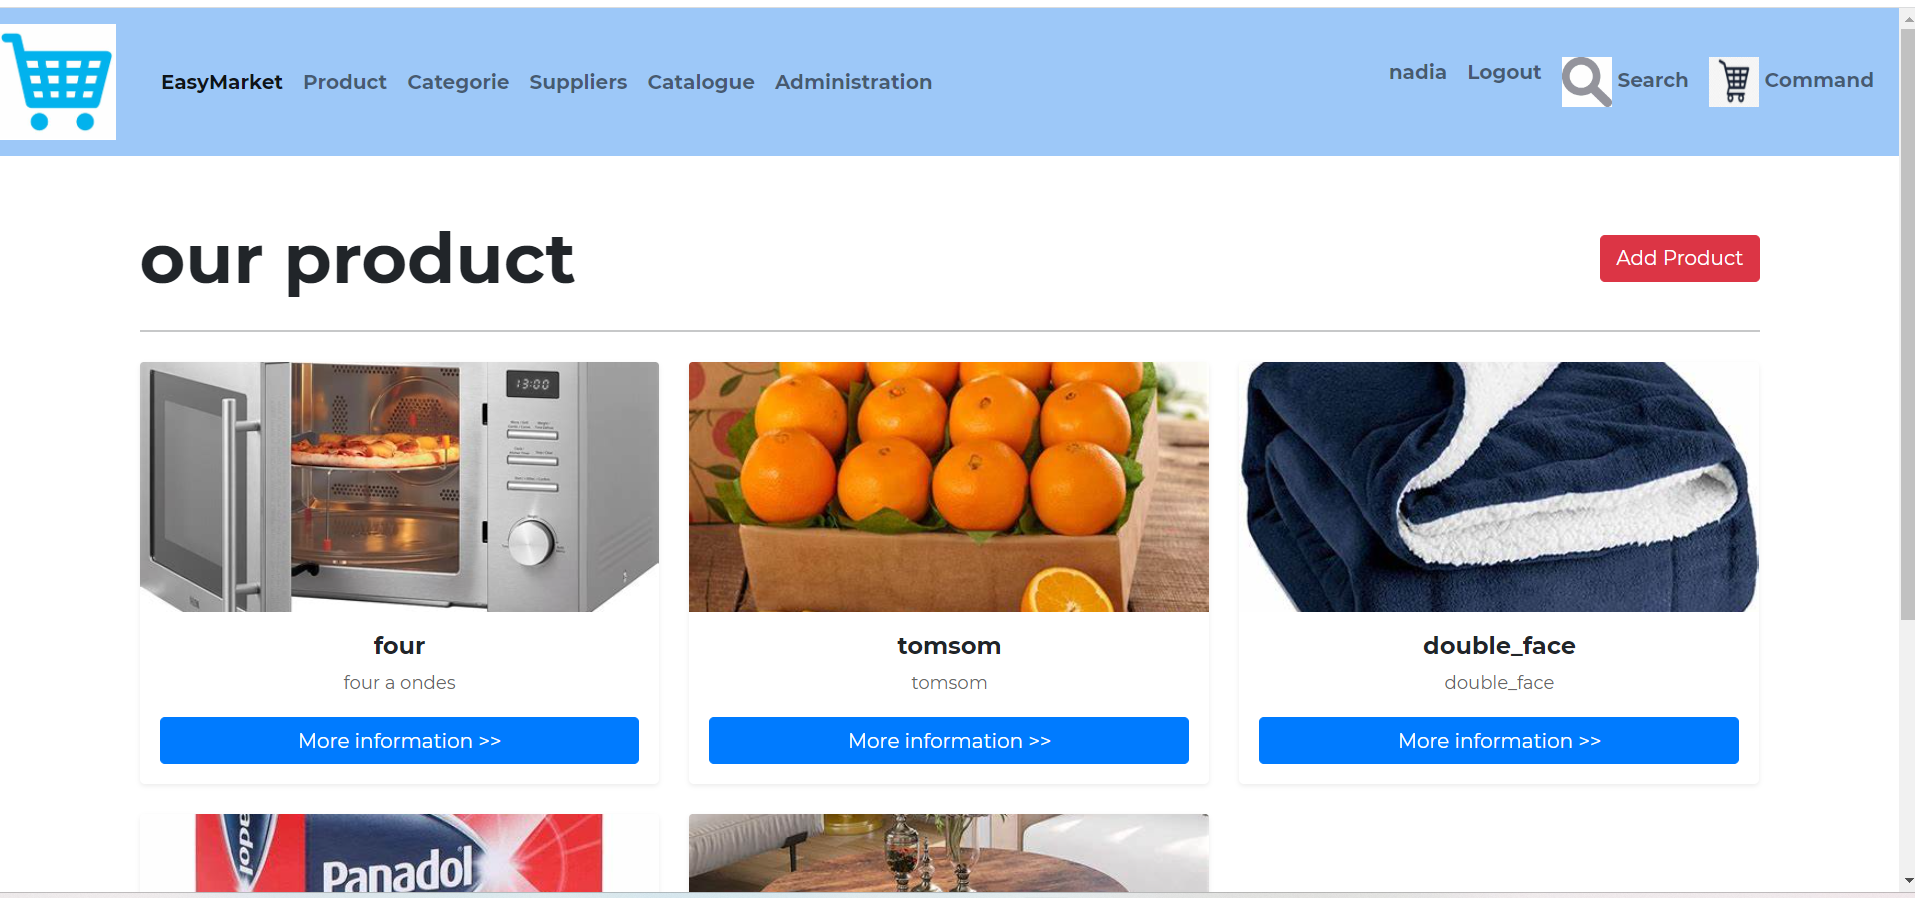 EasyMarket Product Categorie Suppliers Catalogue Administration
nadia Logout Search Command
our product
Add Product
13:00
four
four a ondes
More information >>
tomsom
tomsom
More information >>
double_face
double_face
More information >>
Panadol